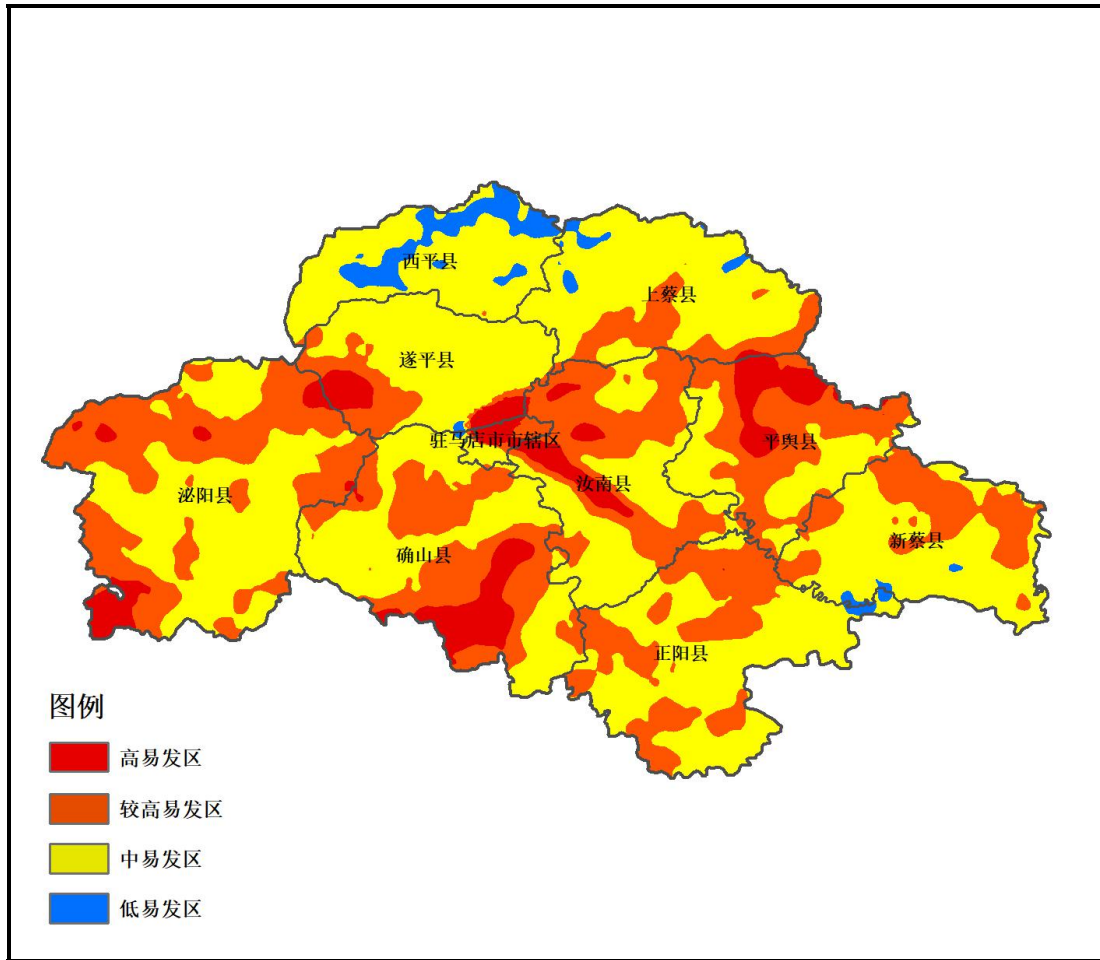 西平县
上蔡县
遂平县
驻马店市市辖区
平舆县
汝南县
泌阳县
新蔡县
确山县
正阳县
图例
高易发区
较高易发区
中易发区
低易发区